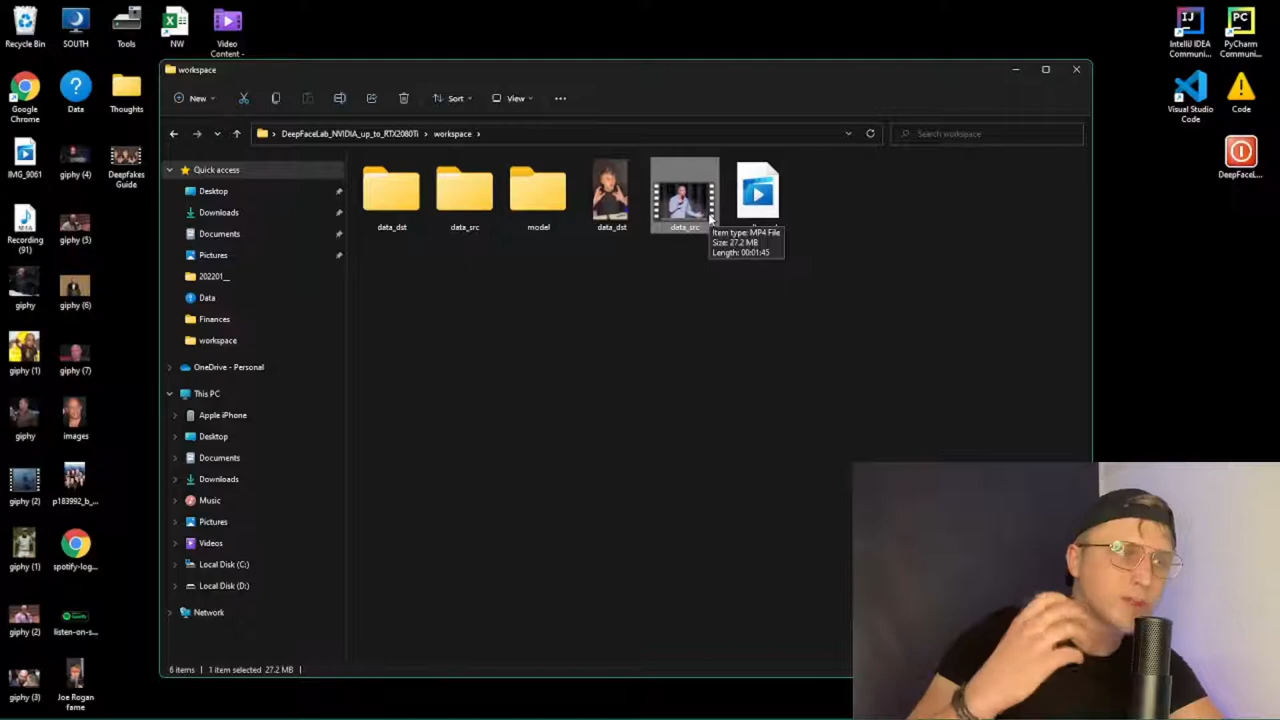 Recycle Bin
SOUTH
Tools
NW
Video
Content -
Google
Chrome
Data
Thoughts
IMG_9061
giphy (4)
Deepfakes
Guide
Recording
(91)
giphy (5)
giphy
giphy (6)
giphy (1)
giphy (7)
giphy
images
giphy (2)
p183992_b_...
giphy (1)
spotify-log...
giphy (2)
listen-on-s...
giphy (3)
Joe Rogan
fame
workspace
New
Sort
View
DeepFaceLab_NVIDIA_up_to_RTX2080Ti
workspace
Search workspace
Quick access
Desktop
Downloads
Documents
Pictures
202201__
Data
Finances
workspace
OneDrive - Personal
This PC
Apple iPhone
Desktop
Documents
Downloads
Music
Pictures
Videos
Local Disk (C:)
Local Disk (D:)
Network
data_dst
data_src
model
data_dst
data_src
Item type: MP4 File
Size: 27.2 MB
Length: 00:01:45
6 items
1 item selected 27.2 MB
IJ
IntelliJ IDEA
Communi...
PC
PyCharm
Communi...
Visual Studio
Code
Code
DeepFaceL...